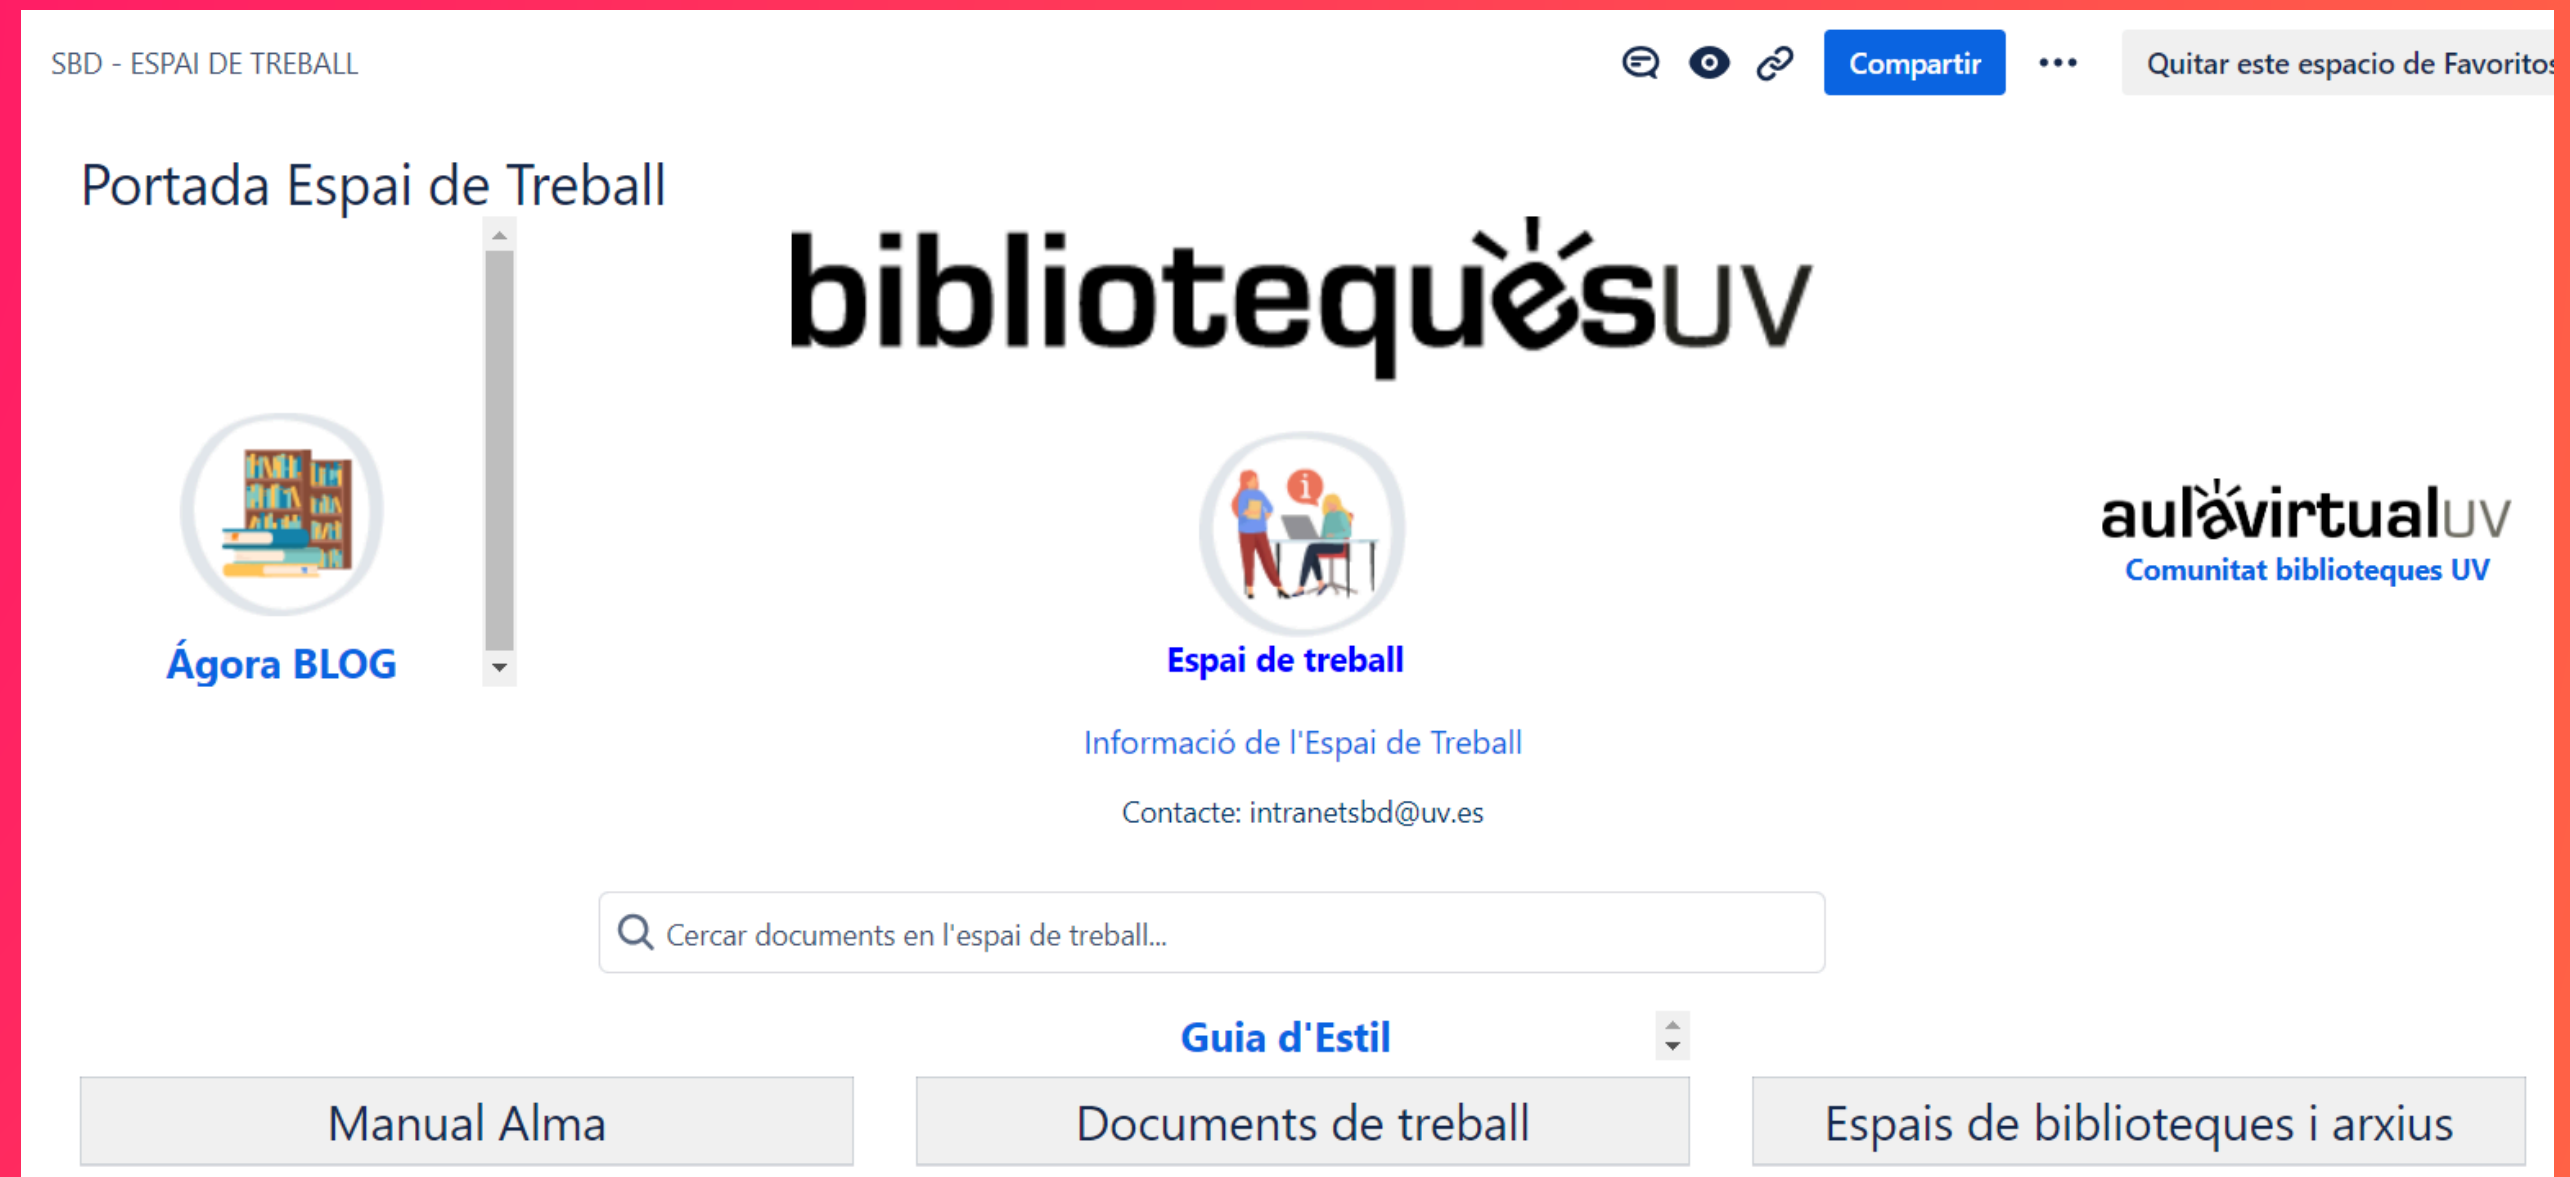 SBD - ESPAI DE TREBALL
Compartir
Quitar este espacio de Favoritos
Portada Espai de Treball
bibliotequesuv
Ágora BLOG
i
Espai de treball
aulavirtualuv
Comunitat biblioteques UV
Informació de l'Espai de Treball
Contacte: intranetsbd@uv.es
Cercar documents en l'espai de treball...
Guia d'Estil
Manual Alma
Documents de treball
Espais de biblioteques i arxius